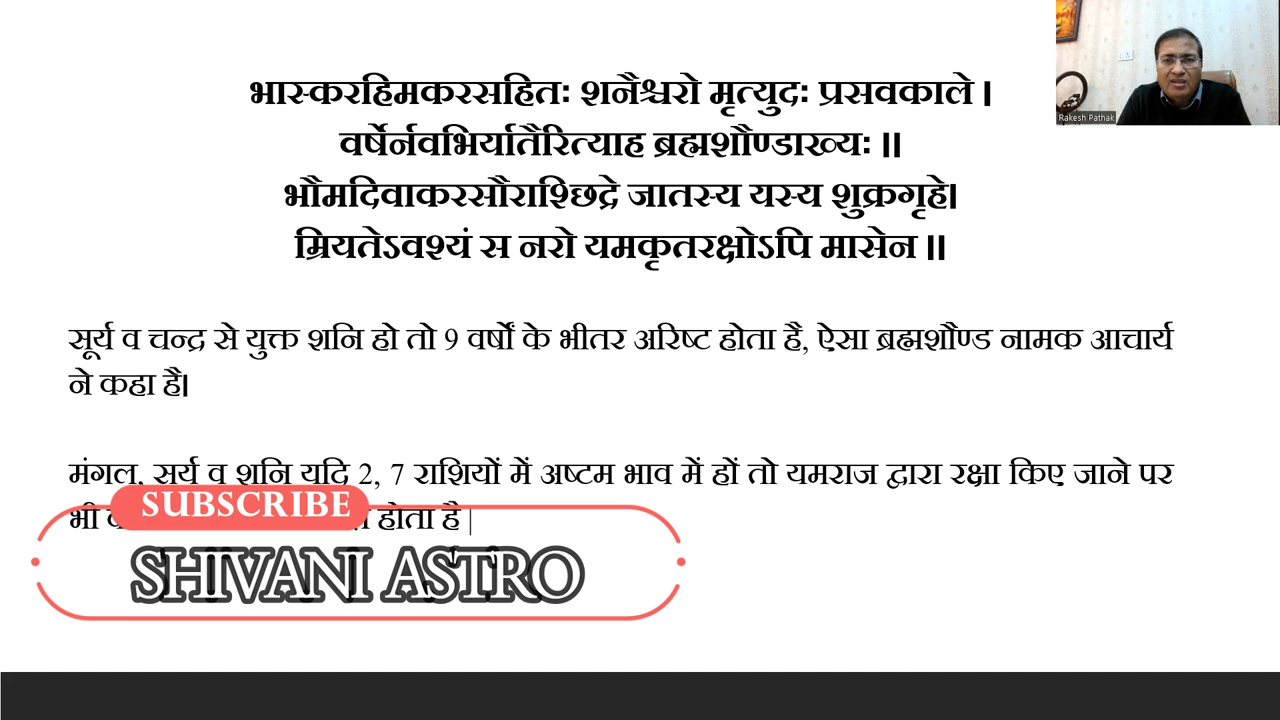 भास्करहिमकरसहितः शनैश्चरो मृत्युदः प्रसवकाले ।
वर्षेर्नवभिर्यातैरित्याह ब्रह्मशौण्डाख्यः ॥
भौमदिवाकरसौराश्छिद्रे जातस्य यस्य शुक्रगृहे।
म्रियतेऽवश्यं स नरो यमकृतरक्षोऽपि मासेन ॥
Rakesh Pathak
सूर्य व चन्द्र से युक्त शनि हो तो 9 वर्षों के भीतर अरिष्ट होता है, ऐसा ब्रह्मशौण्ड नामक आचार्य
ने कहा है।
मंगल, सूर्य व शनि यदि 2, 7 राशियों में अष्टम भाव में हों तो यमराज द्वारा रक्षा किए जाने पर
भी होता है |
SUBSCRIBE
SHIVANI ASTRO